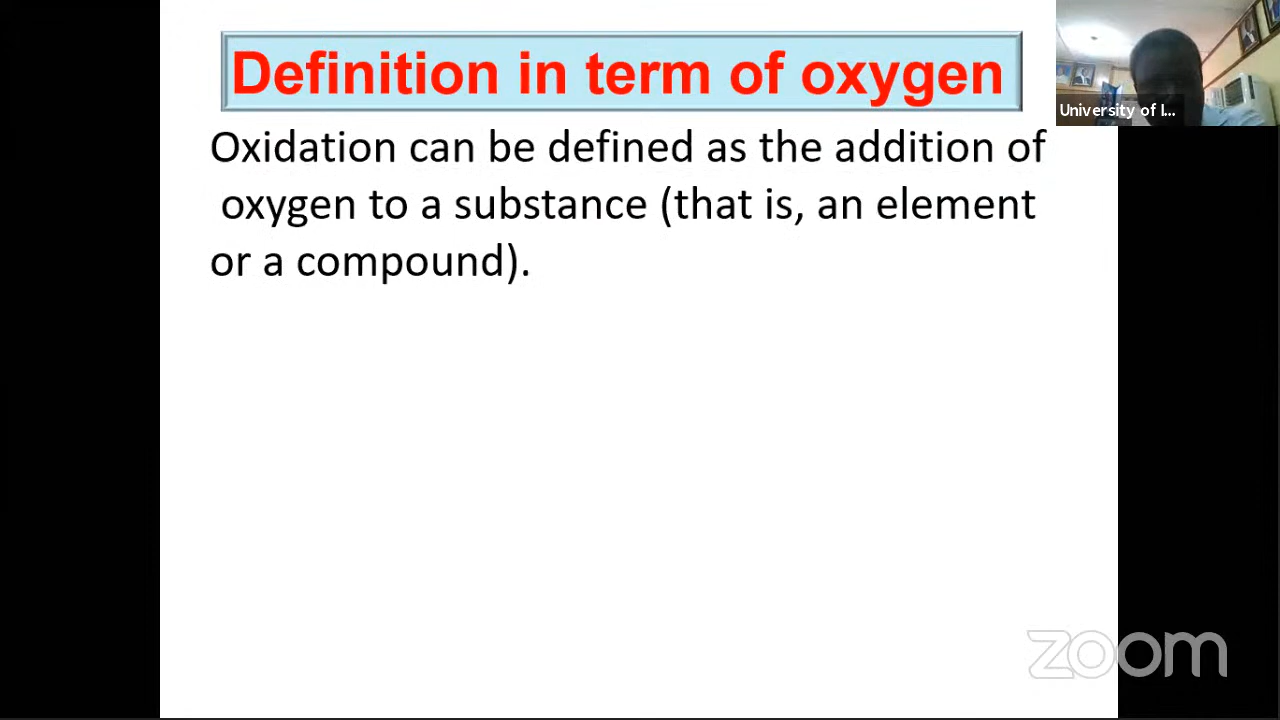 Definition in term of oxygen
University of I...
Oxidation can be defined as the addition of
oxygen to a substance (that is, an element
or a compound).
zoom